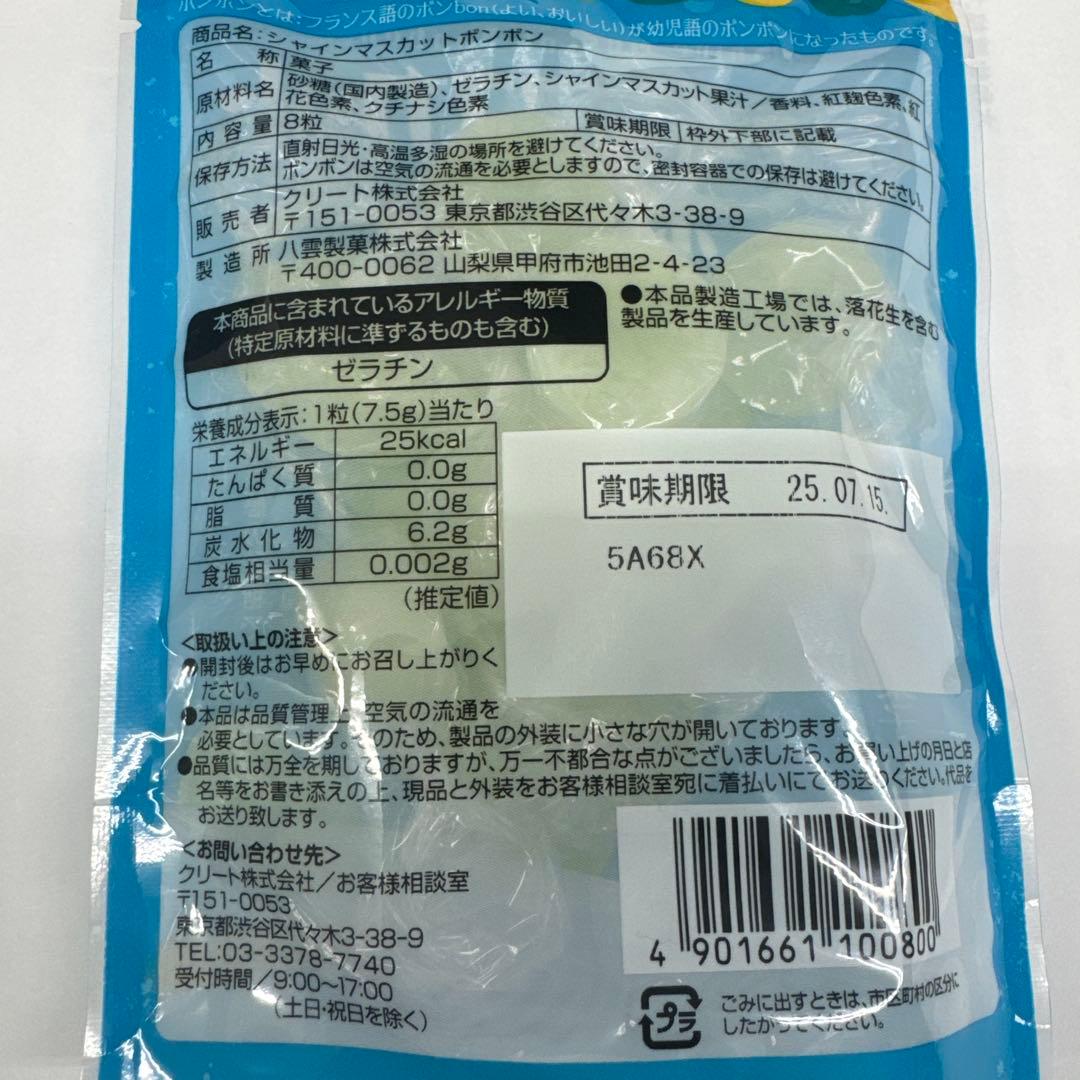 ボンボンとは:フランス語のボンbon(よい、おいしい)が幼児語のボンボンになったものです。
商品名:シャインマスカットボンボン
名称 菓子
原材料名 砂糖(国内製造)、ゼラチン、シャインマスカット果汁/香料、紅麹色素、紅
花色素、クチナシ色素
内容量 8粒 賞味期限 枠外下部に記載
保存方法 直射日光・高温多湿の場所を避けてください。
ボンボンは空気の流通を必要としますので、密封容器での保存は避けてください。
販売者 クリート株式会社
〒151-0053 東京都渋谷区代々木3-38-9
製造所 八雲製菓株式会社
〒400-0062 山梨県甲府市池田2-4-23
本商品に含まれているアレルギー物質
(特定原材料に準ずるものも含む)
ゼラチン
●本品製造工場では、落花生を含む
製品を生産しています。
栄養成分表示:1粒(7.5g)当たり
エネルギー 25kcal
たんぱく質 0.0g
脂質 0.0g
炭水化物 6.2g
食塩相当量 0.002g
(推定値)
賞味期限 25.07.15.
5A68X
<取扱い上の注意>
●開封後はお早めにお召し上がりく
ださい。
●本品は品質管理上、空気の流通を
必要としています。そのため、製品の外装に小さな穴が開いております。
●品質には万全を期しておりますが、万一不都合な点がございましたら、お買い上げの月日と店
名等をお書き添えの上、現品と外装をお客様相談室宛に着払いにてお送りください。代品を
お送り致します。
<お問い合わせ先>
クリート株式会社/お客様相談室
〒151-0053
東京都渋谷区代々木3-38-9
TEL:03-3378-7740
受付時間/9:00~17:00
(土日・祝日を除く)
4 901661 100800
プラ
ごみに出すときは、市区町村の区分に
したがってください。